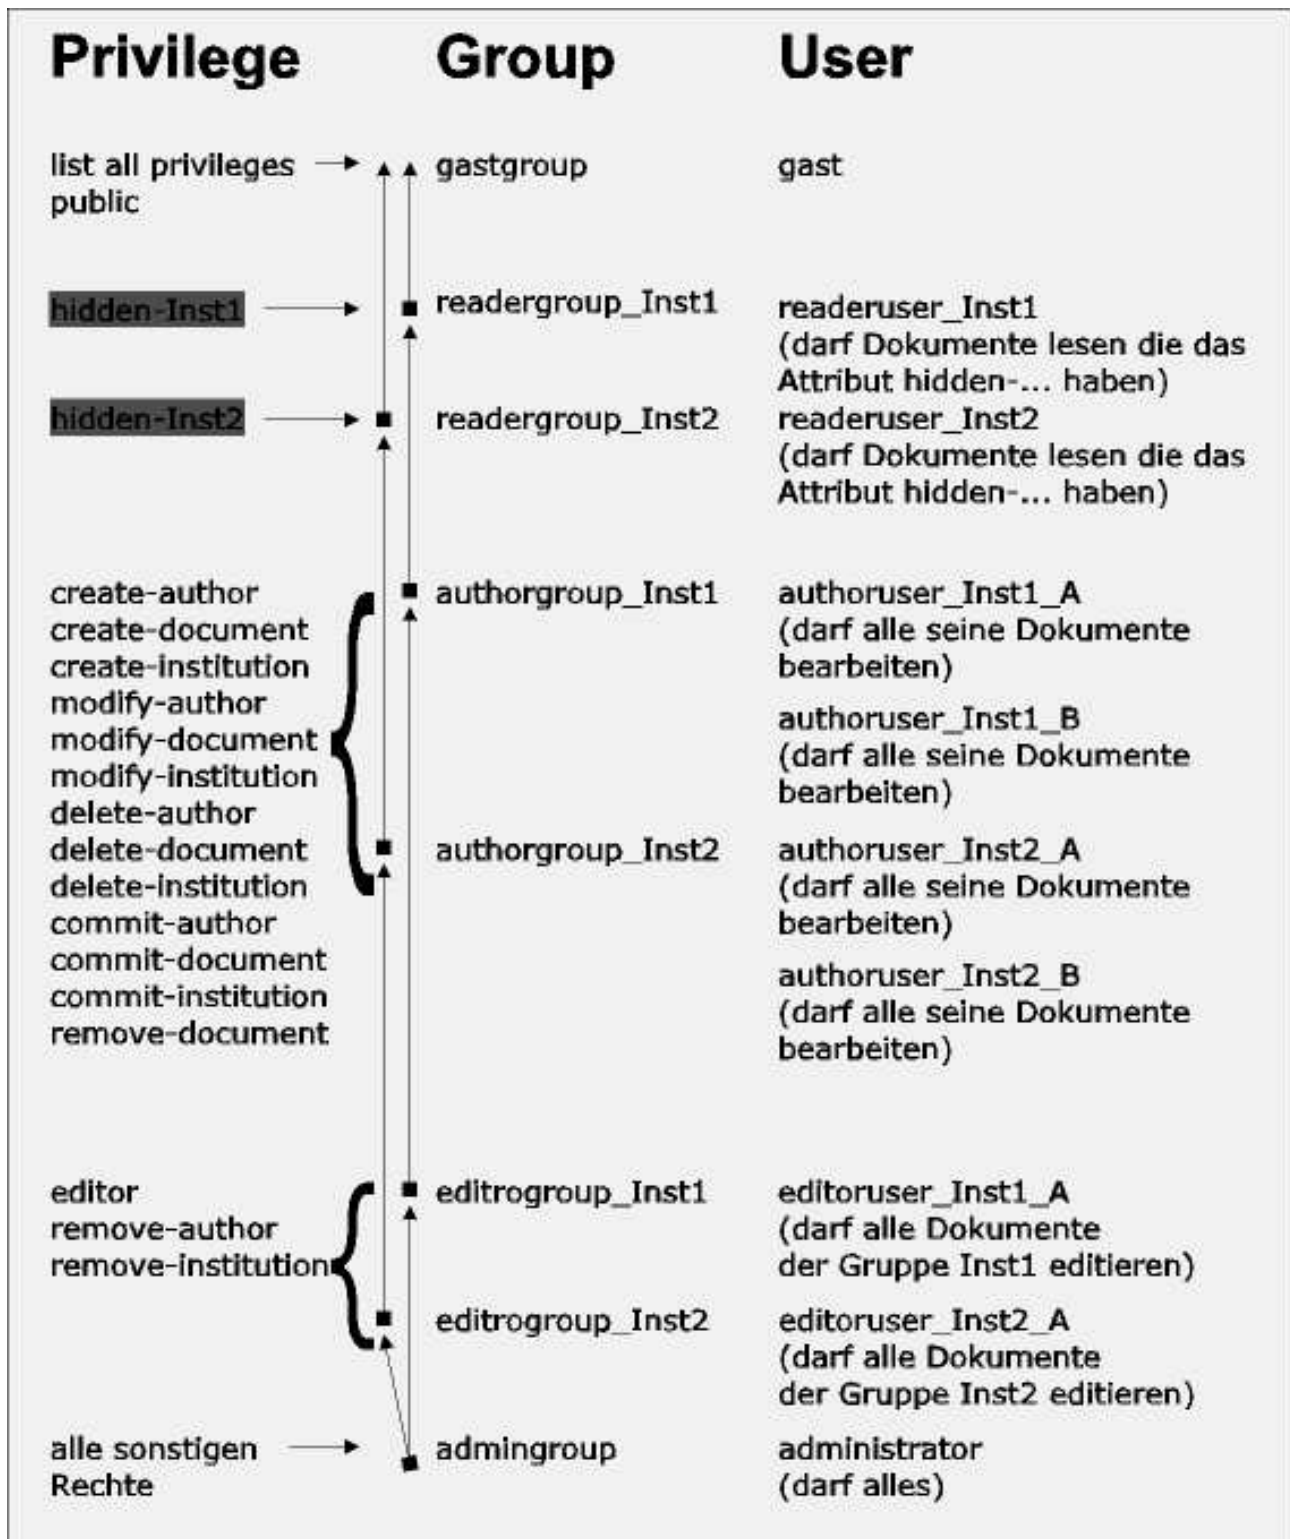 Privilege Group User
list all privileges gastgroup gast
public
hidden-Inst1 readergroup_Inst1 readeruser_Inst1
(darf Dokumente lesen die das
Attribut hidden-... haben)
hidden-Inst2 readergroup_Inst2 readeruser_Inst2
(darf Dokumente lesen die das
Attribut hidden-... haben)
create-author authorgroup_Inst1 authoruser_Inst1_A
create-document (darf alle seine Dokumente
create-institution bearbeiten)
modify-author authoruser_Inst1_B
modify-document (darf alle seine Dokumente
modify-institution bearbeiten)
delete-author
delete-document authorgroup_Inst2 authoruser_Inst2_A
delete-institution (darf alle seine Dokumente
commit-author bearbeiten)
commit-document authoruser_Inst2_B
commit-institution (darf alle seine Dokumente
remove-document bearbeiten)
editor editrogroup_Inst1 editoruser_Inst1_A
remove-author (darf alle Dokumente
remove-institution der Gruppe Inst1 editieren)
editrogroup_Inst2 editoruser_Inst2_A
(darf alle Dokumente
der Gruppe Inst2 editieren)
alle sonstigen admingroup administrator
Rechte (darf alles)